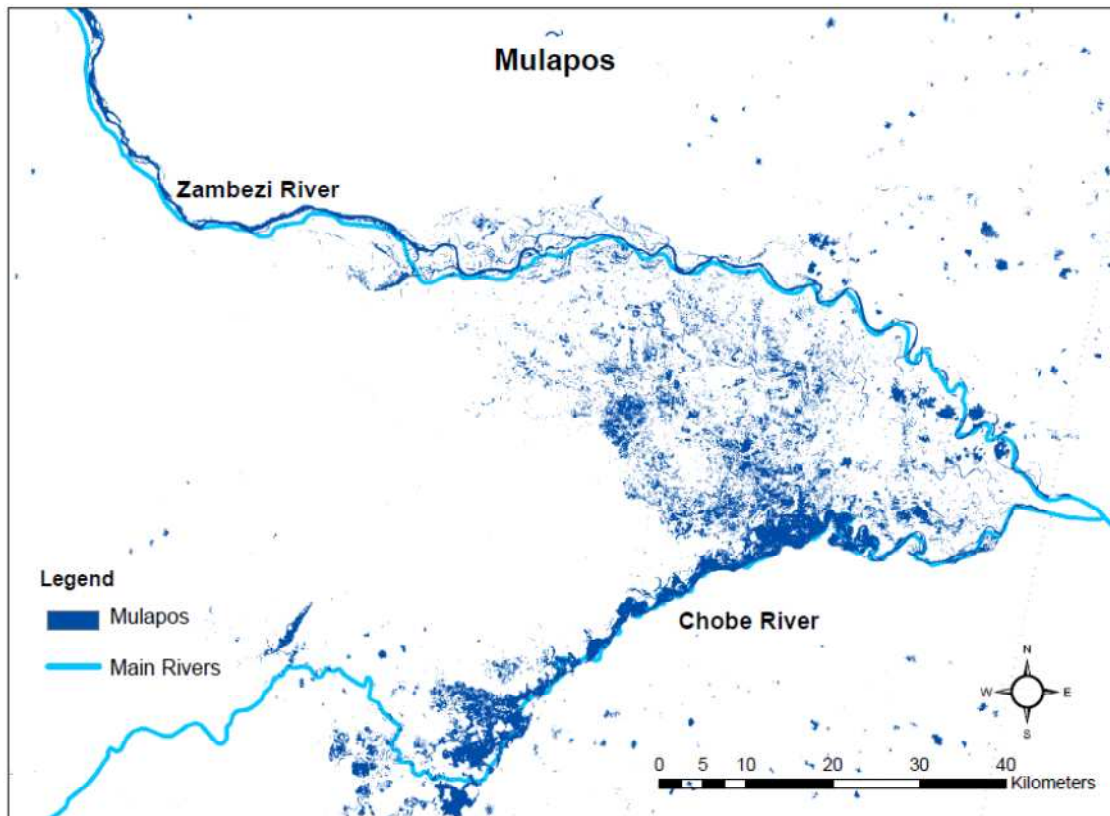 Mulapos
Zambezi River
Legend
Mulapos
Main Rivers
Chobe River
N
W E
S
0 5 10 20 30 40
Kilometers